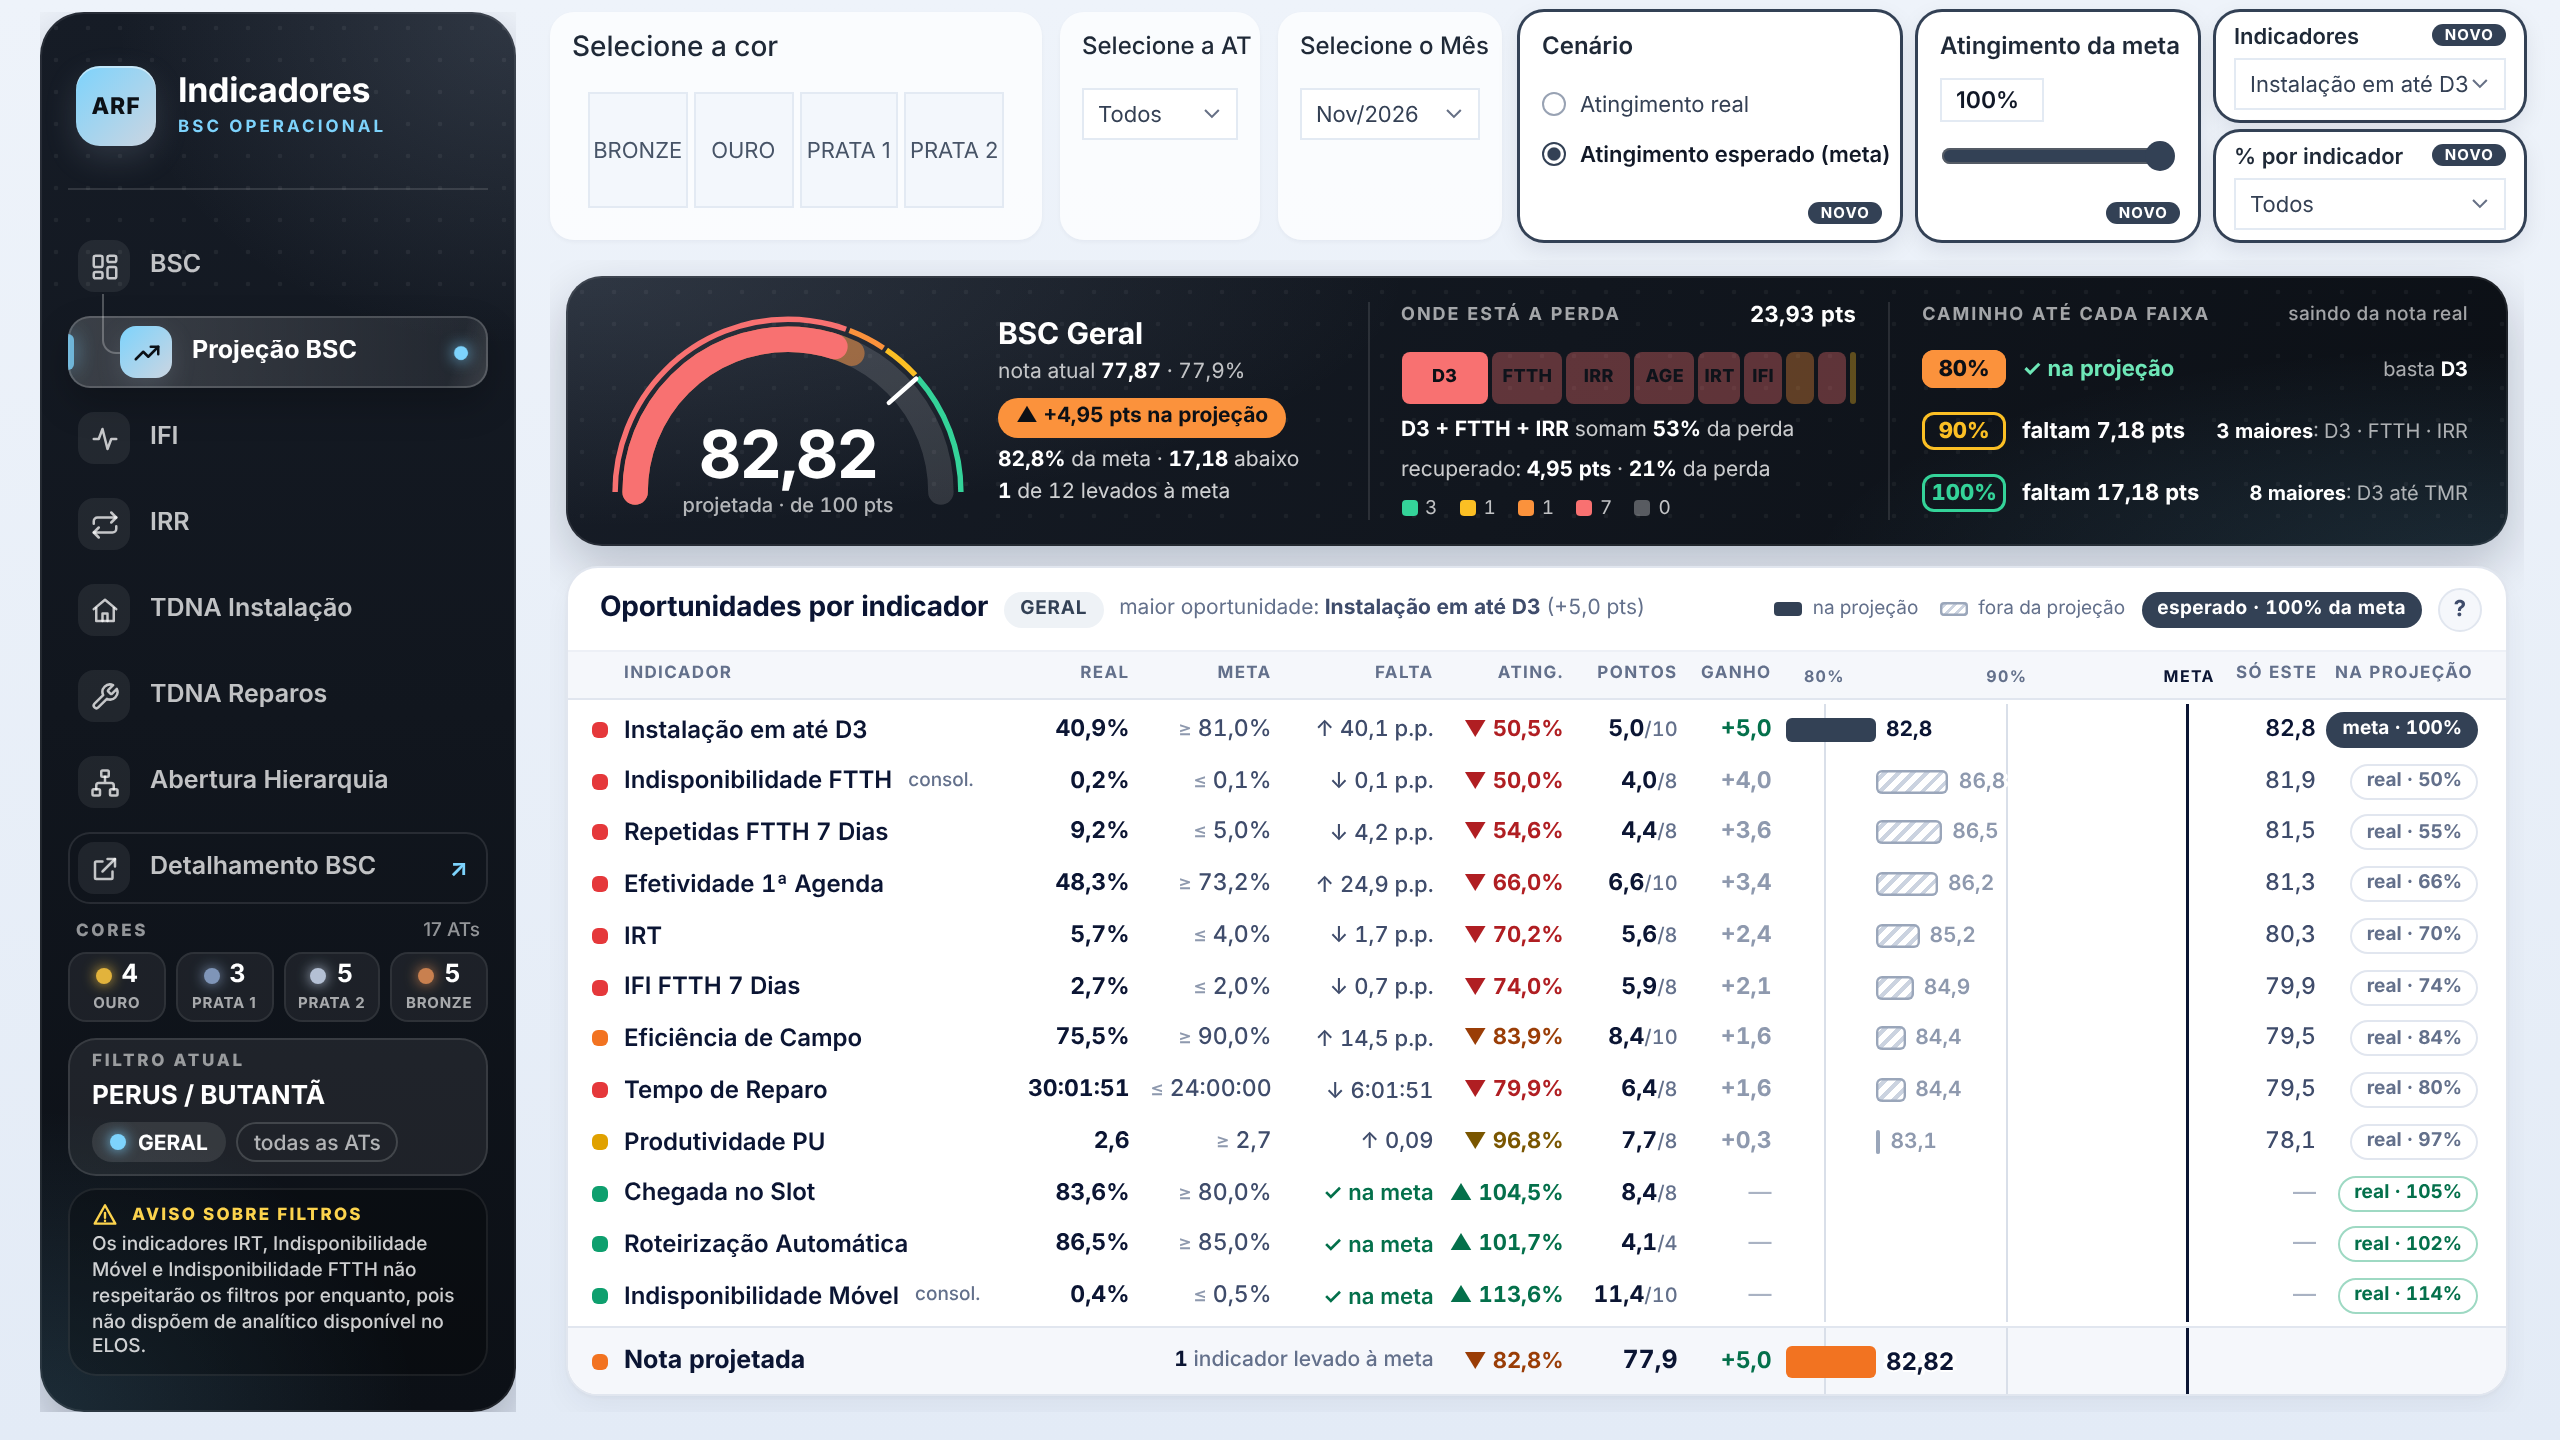 ARF
Indicadores
BSC OPERACIONAL
BSC
Projeção BSC
IFI
IRR
TDNA Instalação
TDNA Reparos
Abertura Hierarquia
Detalhamento BSC
CORES 17 ATs
4 3 5 5
OURO PRATA 1 PRATA 2 BRONZE
FILTRO ATUAL
PERUS / BUTANTÃ
GERAL todas as ATs
AVISO SOBRE FILTROS
Os indicadores IRT, Indisponibilidade
Móvel e Indisponibilidade FTTH não
respeitarão os filtros por enquanto, pois
não dispõem de analítico disponível no
ELOS.
Selecione a cor
BRONZE OURO PRATA 1 PRATA 2
Selecione a AT
Todos
Selecione o Mês
Nov/2026
Cenário
Atingimento real
Atingimento esperado (meta)
NOVO
Atingimento da meta
100%
NOVO
Indicadores NOVO
Instalação em até D3
% por indicador NOVO
Todos
82,82
projetada · de 100 pts
BSC Geral
nota atual 77,87 · 77,9%
▲ +4,95 pts na projeção
82,8% da meta · 17,18 abaixo
1 de 12 levados à meta
ONDE ESTÁ A PERDA 23,93 pts
D3 FTTH IRR AGE IRT IFI
D3 + FTTH + IRR somam 53% da perda
recuperado: 4,95 pts · 21% da perda
3 1 1 7 0
CAMINHO ATÉ CADA FAIXA saindo da nota real
80% ✓ na projeção basta D3
90% faltam 7,18 pts 3 maiores: D3 · FTTH · IRR
100% faltam 17,18 pts 8 maiores: D3 até TMR
Oportunidades por indicador GERAL maior oportunidade: Instalação em até D3 (+5,0 pts) na projeção fora da projeção esperado · 100% da meta ?
INDICADOR REAL META FALTA ATING. PONTOS GANHO 80% 90% META SÓ ESTE NA PROJEÇÃO
Instalação em até D3 40,9% ≥ 81,0% ↑ 40,1 p.p. ▼ 50,5% 5,0/10 +5,0 82,8 82,8 meta · 100%
Indisponibilidade FTTH consol. 0,2% ≤ 0,1% ↓ 0,1 p.p. ▼ 50,0% 4,0/8 +4,0 86,8 81,9 real · 50%
Repetidas FTTH 7 Dias 9,2% ≤ 5,0% ↓ 4,2 p.p. ▼ 54,6% 4,4/8 +3,6 86,5 81,5 real · 55%
Efetividade 1ª Agenda 48,3% ≥ 73,2% ↑ 24,9 p.p. ▼ 66,0% 6,6/10 +3,4 86,2 81,3 real · 66%
IRT 5,7% ≤ 4,0% ↓ 1,7 p.p. ▼ 70,2% 5,6/8 +2,4 85,2 80,3 real · 70%
IFI FTTH 7 Dias 2,7% ≤ 2,0% ↓ 0,7 p.p. ▼ 74,0% 5,9/8 +2,1 84,9 79,9 real · 74%
Eficiência de Campo 75,5% ≥ 90,0% ↑ 14,5 p.p. ▼ 83,9% 8,4/10 +1,6 84,4 79,5 real · 84%
Tempo de Reparo 30:01:51 ≤ 24:00:00 ↓ 6:01:51 ▼ 79,9% 6,4/8 +1,6 84,4 79,5 real · 80%
Produtividade PU 2,6 ≥ 2,7 ↑ 0,09 ▼ 96,8% 7,7/8 +0,3 83,1 78,1 real · 97%
Chegada no Slot 83,6% ≥ 80,0% ✓ na meta ▲ 104,5% 8,4/8 — — real · 105%
Roteirização Automática 86,5% ≥ 85,0% ✓ na meta ▲ 101,7% 4,1/4 — — real · 102%
Indisponibilidade Móvel consol. 0,4% ≤ 0,5% ✓ na meta ▲ 113,6% 11,4/10 — — real · 114%
Nota projetada 1 indicador levado à meta ▼ 82,8% 77,9 +5,0 82,82